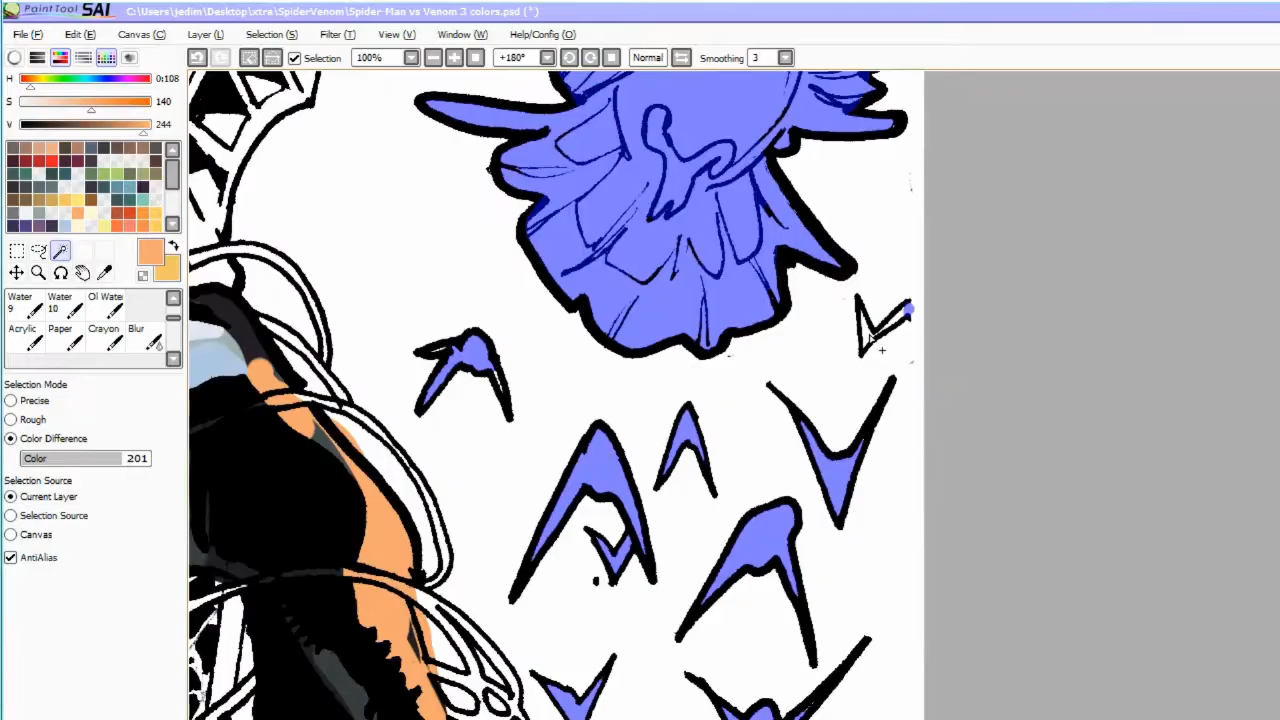 PaintTool SAI C:\Users\jedim\Desktop\xtra\SpiderVenom\Spider-Man vs Venom 3 colors.psd (*)
File (F) Edit (E) Canvas (C) Layer (L) Selection (S) Filter (T) View (V) Window (W) Help/Config (O)
Selection 100% +180° Normal Smoothing 3
H 0:108
S 140
V 244
Water Water Ol Wate
9 10
Acrylic Paper Crayon Blur
Selection Mode
Precise
Rough
Color Difference
Color 201
Selection Source
Current Layer
Selection Source
Canvas
AntiAlias